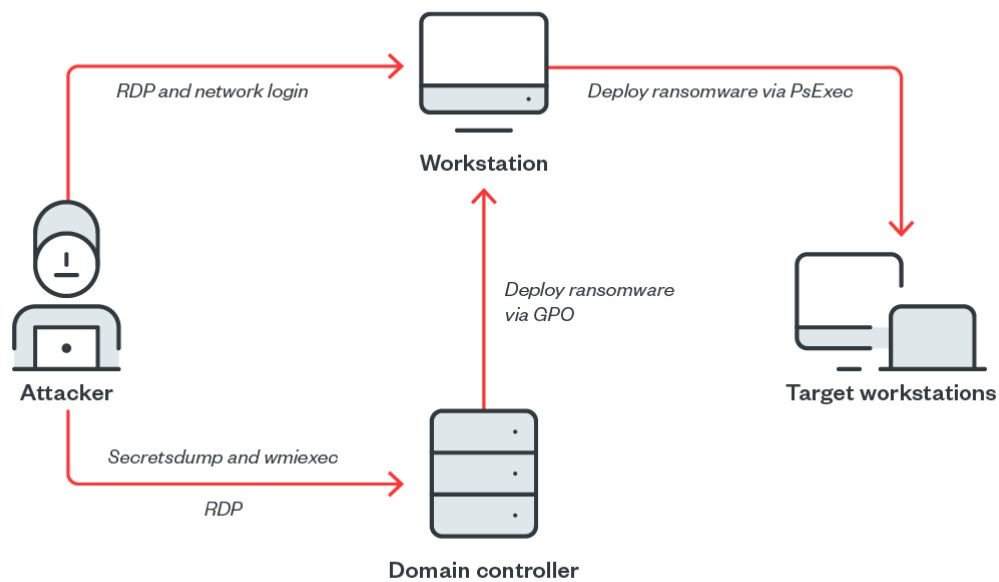 RDP and network login
Deploy ransomware via PsExec
Workstation
Deploy ransomware
via GPO
Attacker
Target workstations
Secretsdump and wmiexec
RDP
Domain controller